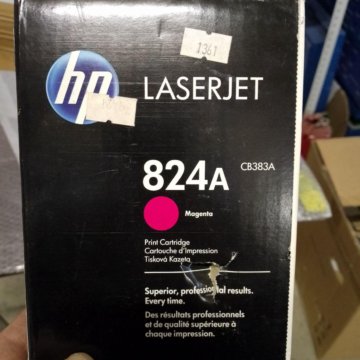 1361
hp
LASERJET
824A
CB383A
Magenta
Print Cartridge
Cartouche d'Impression
Tisková Kazeta
Superior, professional results.
Every time.
Des résultats professionnels
et de qualité supérieure à
chaque impression.